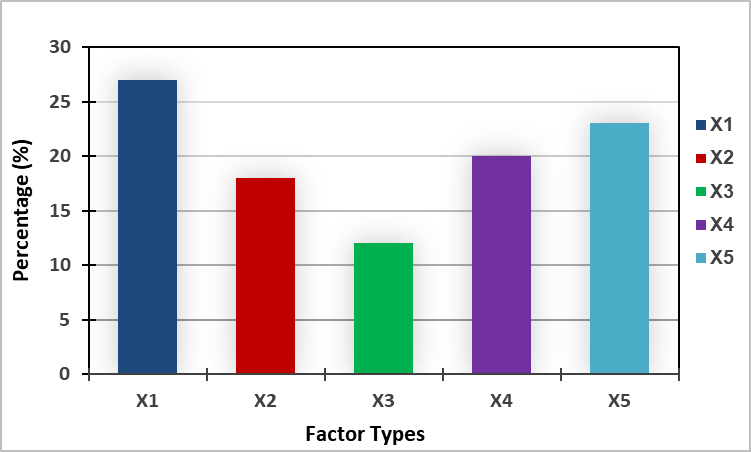 30
25
20
15
10
5
0
Percentage (%)
X1 X2 X3 X4 X5
Factor Types
X1
X2
X3
X4
X5